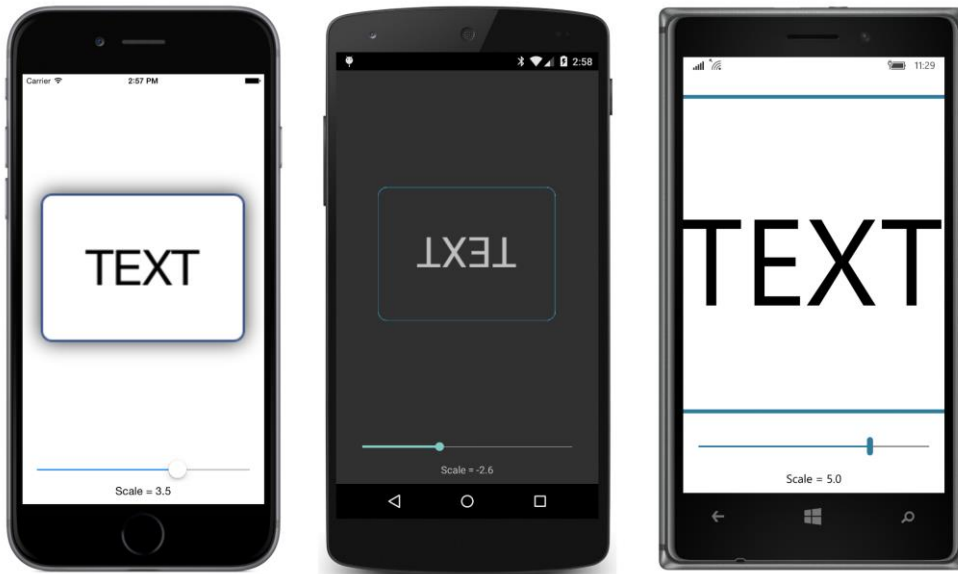 Carrier 2:57 PM
TEXT
Scale = 3.5
2:58
TEXT
Scale = -2.6
11:29
TEXT
Scale = 5.0